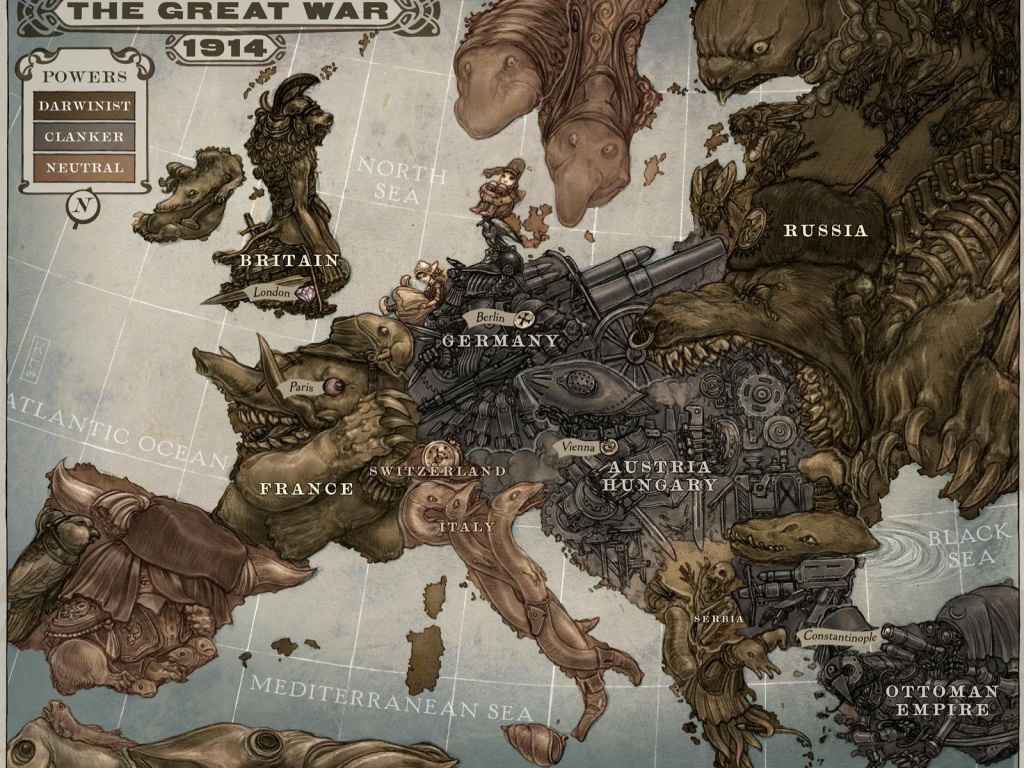 THE GREAT WAR
1914
POWERS
DARWINIST
CLANKER
NEUTRAL
N
NORTH
SEA
RUSSIA
BRITAIN
London
Berlin
GERMANY
Paris
ATLANTIC OCEAN
Vienna
SWITZERLAND
AUSTRIA
HUNGARY
FRANCE
ITALY
BLACK
SEA
SERBIA
Constantinople
MEDITERRANEAN SEA
OTTOMAN
EMPIRE